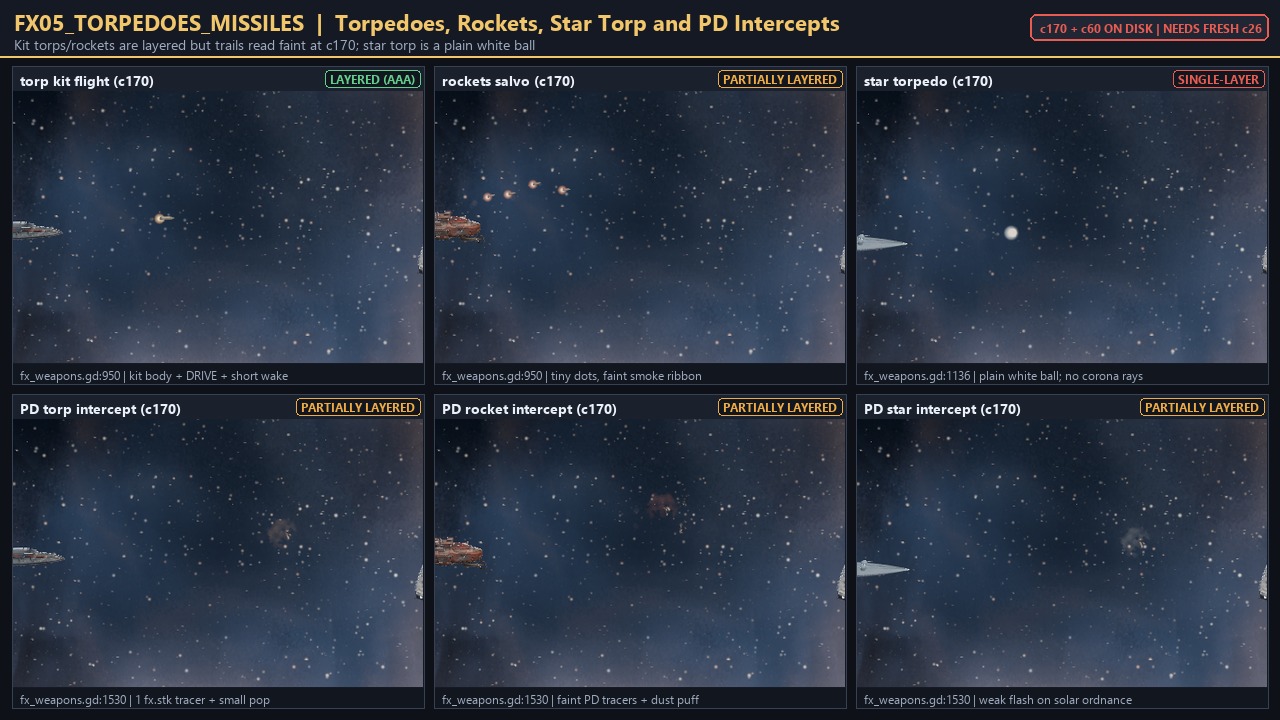 FX05_TORPEDOES_MISSILES | Torpedoes, Rockets, Star Torp and PD Intercepts
Kit torps/rockets are layered but trails read faint at c170; star torp is a plain white ball
c170 + c60 ON DISK | NEEDS FRESH c26
torp kit flight (c170)
LAYERED (AAA)
rockets salvo (c170)
PARTIALLY LAYERED
star torpedo (c170)
SINGLE-LAYER
fx_weapons.gd:950 | kit body + DRIVE + short wake
fx_weapons.gd:950 | tiny dots, faint smoke ribbon
fx_weapons.gd:1136 | plain white ball; no corona rays
PD torp intercept (c170)
PARTIALLY LAYERED
PD rocket intercept (c170)
PARTIALLY LAYERED
PD star intercept (c170)
PARTIALLY LAYERED
fx_weapons.gd:1530 | 1 fx.stk tracer + small pop
fx_weapons.gd:1530 | faint PD tracers + dust puff
fx_weapons.gd:1530 | weak flash on solar ordnance